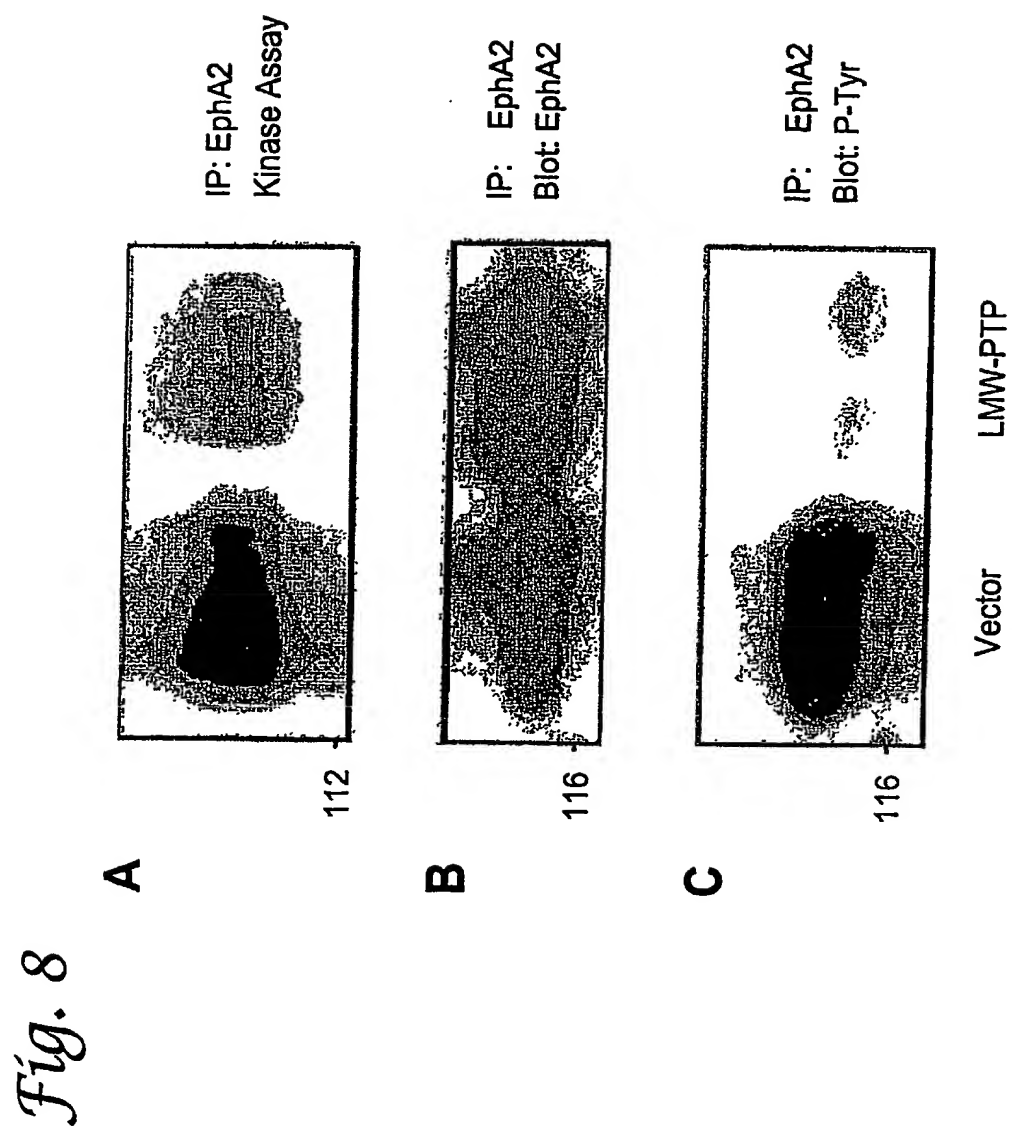 Fig. 8
A
112
IP: EphA2
Kinase Assay
B
116
IP: EphA2
Blot: EphA2
C
116
IP: EphA2
Blot: P-Tyr
Vector
LMW-PTP